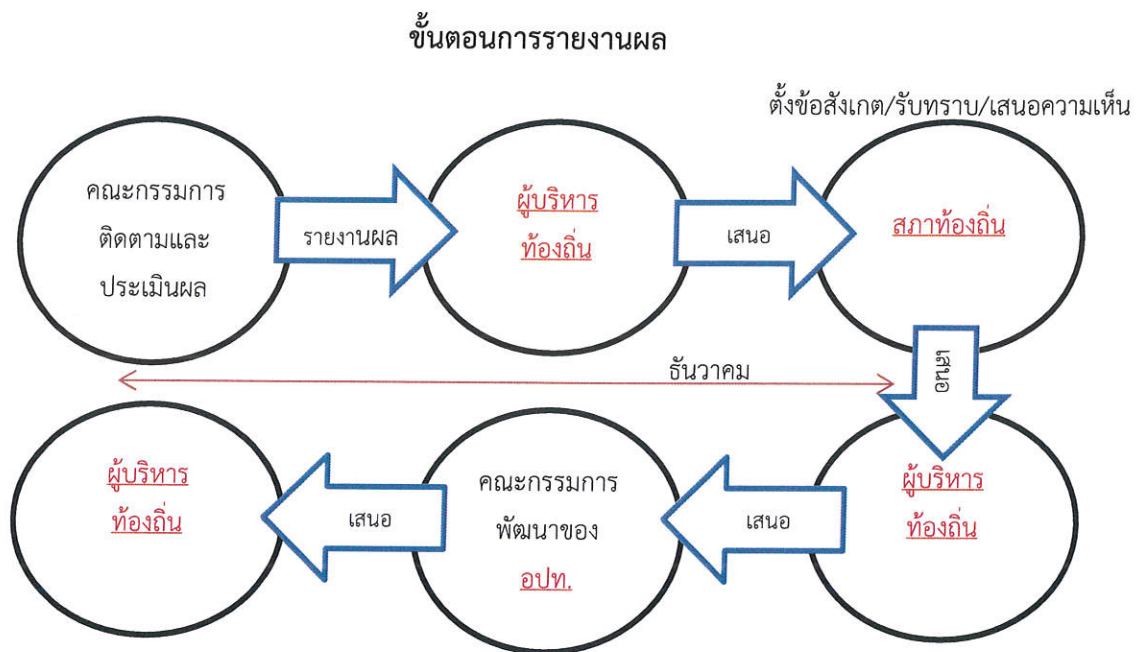 ขั้นตอนการรายงานผล
ตั้งข้อสังเกต/รับทราบ/เสนอความเห็น
คณะกรรมการ
ติดตามและ
ประเมินผล
รายงานผล
ผู้บริหาร
ท้องถิ่น
เสนอ
สภาท้องถิ่น
เสนอ
ธันวาคม
ผู้บริหาร
ท้องถิ่น
เสนอ
คณะกรรมการ
พัฒนาของ
อปท.
เสนอ
ผู้บริหาร
ท้องถิ่น